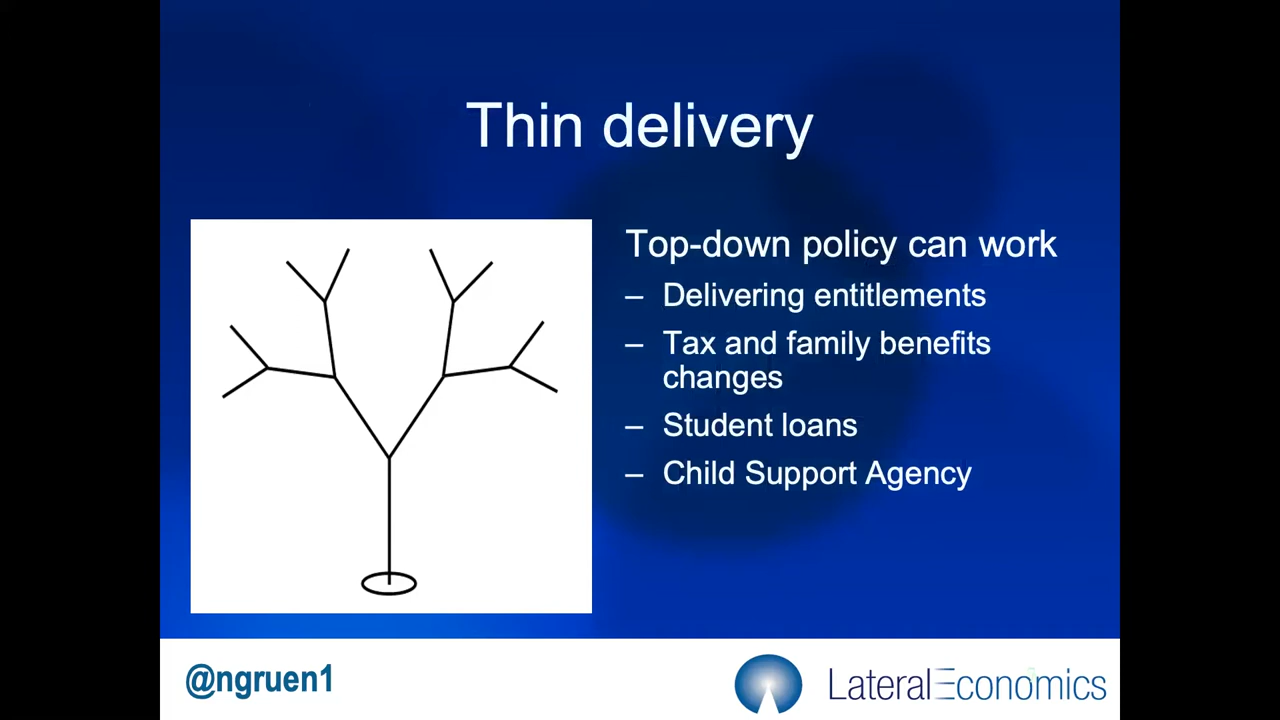 Thin delivery
Top-down policy can work
– Delivering entitlements
– Tax and family benefits
changes
– Student loans
– Child Support Agency
@ngruen1
LateralEconomics